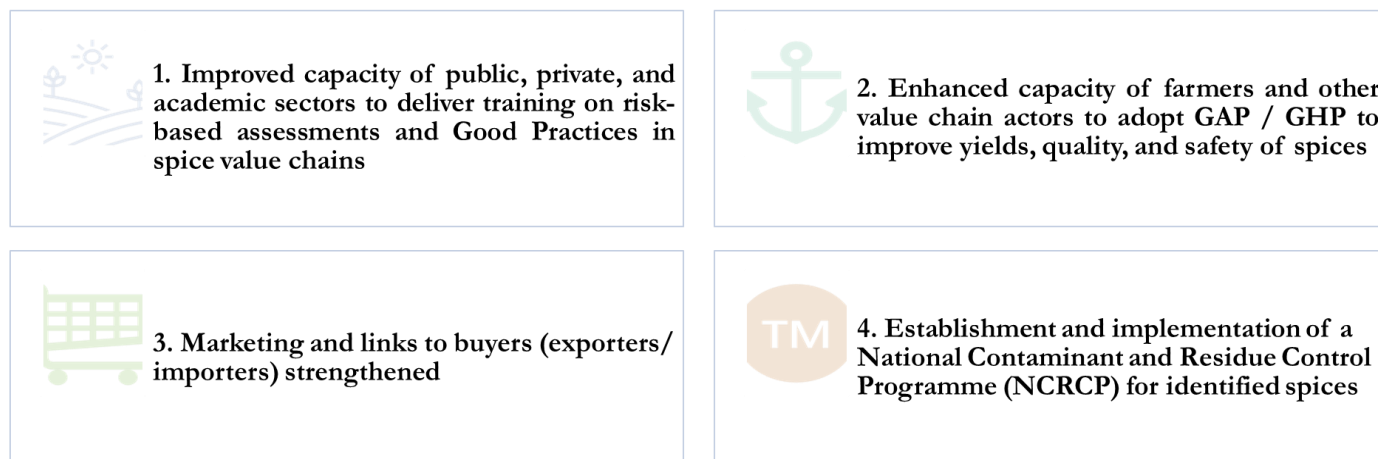 1. Improved capacity of public, private, and
academic sectors to deliver training on risk-
based assessments and Good Practices in
spice value chains
2. Enhanced capacity of farmers and other
value chain actors to adopt GAP / GHP to
improve yields, quality, and safety of spices
3. Marketing and links to buyers (exporters/
importers) strengthened
TM
4. Establishment and implementation of a
National Contaminant and Residue Control
Programme (NCRCP) for identified spices